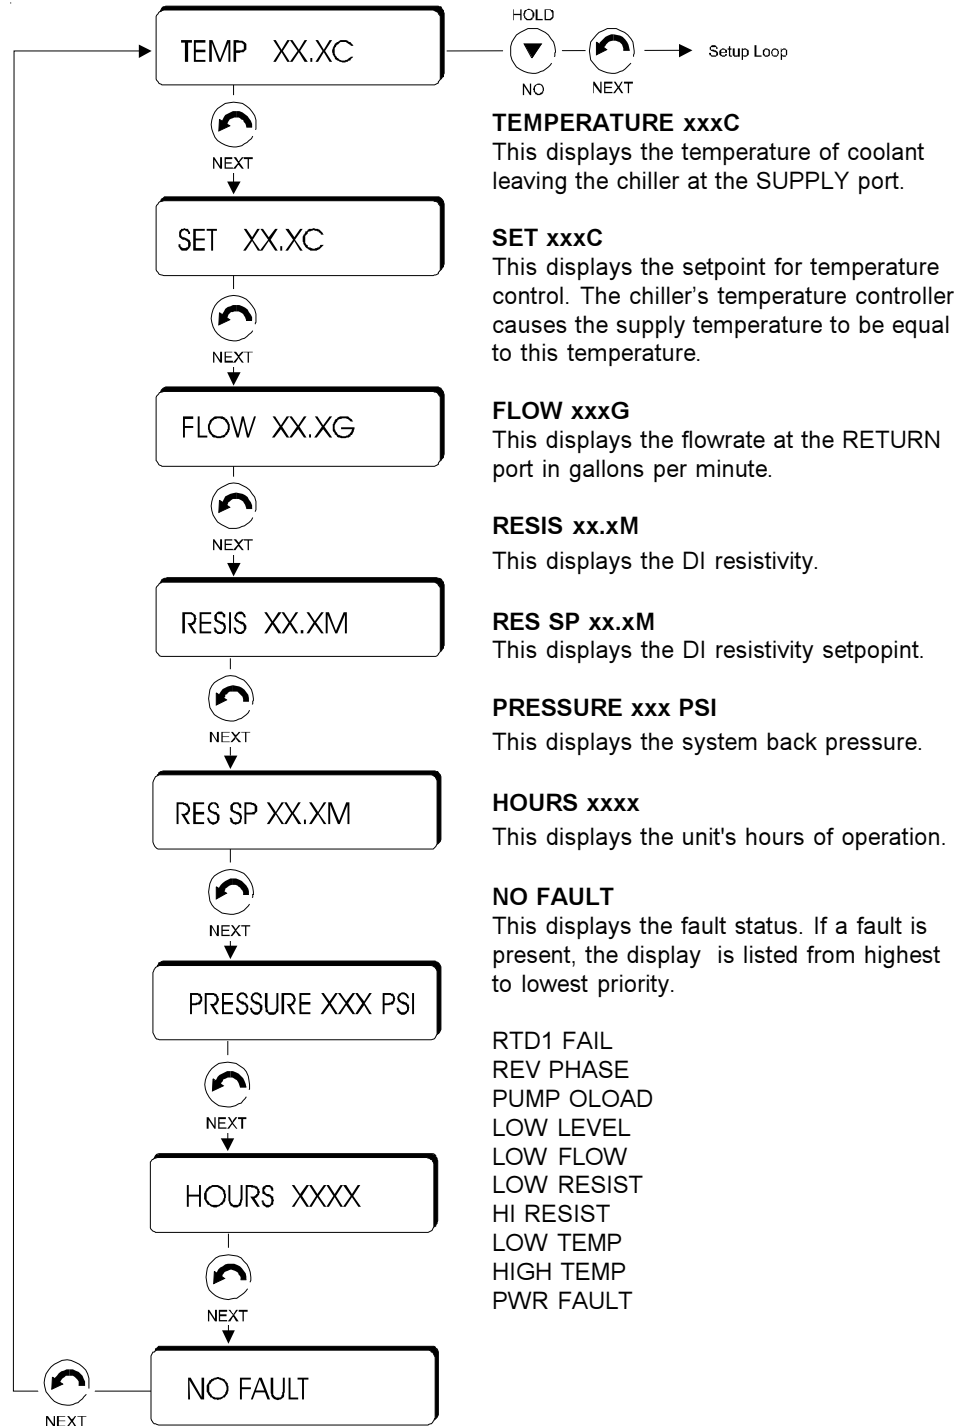 HOLD
TEMP XX.XC
Setup Loop
NO NEXT
NEXT
SET XX.XC
NEXT
FLOW XX.XG
NEXT
RESIS XX.XM
NEXT
RES SP XX.XM
NEXT
PRESSURE XXX PSI
NEXT
HOURS XXXX
NEXT
NO FAULT
NEXT
TEMPERATURE xxxC
This displays the temperature of coolant
leaving the chiller at the SUPPLY port.
SET xxxC
This displays the setpoint for temperature
control. The chiller's temperature controller
causes the supply temperature to be equal
to this temperature.
FLOW xxxG
This displays the flowrate at the RETURN
port in gallons per minute.
RESIS xx.xM
This displays the DI resistivity.
RES SP xx.xM
This displays the DI resistivity setpopint.
PRESSURE xxx PSI
This displays the system back pressure.
HOURS xxxx
This displays the unit's hours of operation.
NO FAULT
This displays the fault status. If a fault is
present, the display is listed from highest
to lowest priority.
RTD1 FAIL
REV PHASE
PUMP OLOAD
LOW LEVEL
LOW FLOW
LOW RESIST
HI RESIST
LOW TEMP
HIGH TEMP
PWR FAULT